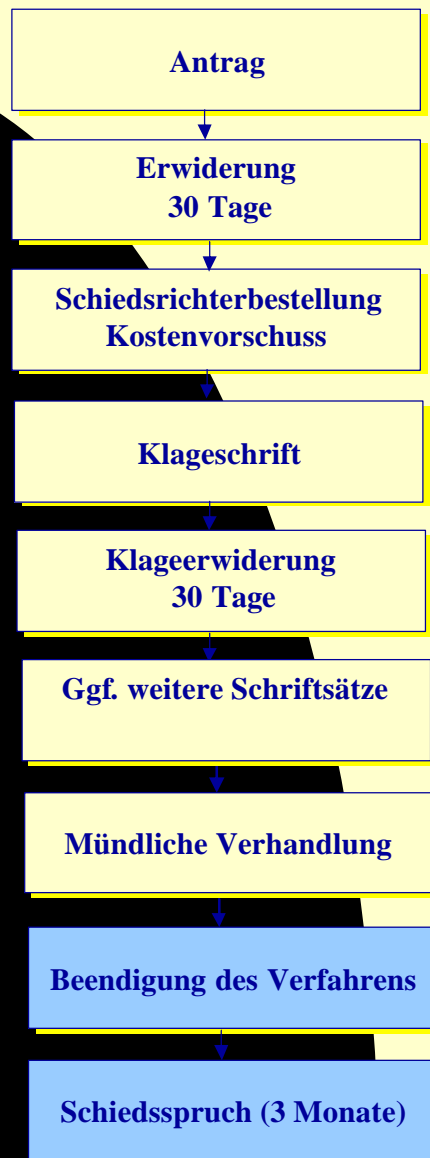 Antrag
Erwiderung
30 Tage
Schiedsrichterbestellung
Kostenvorschuss
Klageschrift
Klageerwiderung
30 Tage
Ggf. weitere Schriftsätze
Mündliche Verhandlung
Beendigung des Verfahrens
Schiedsspruch (3 Monate)